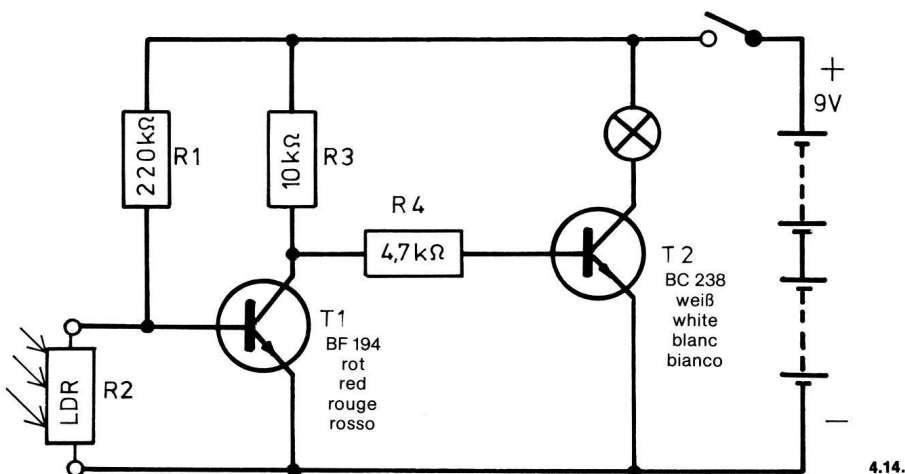 220kΩ
R1
10kΩ
R3
R4
4,7kΩ
+
9V
T1
BF 194
rot
red
rouge
rosso
T2
BC 238
weiß
white
blanc
bianco
LDR
R2
−
4.14.